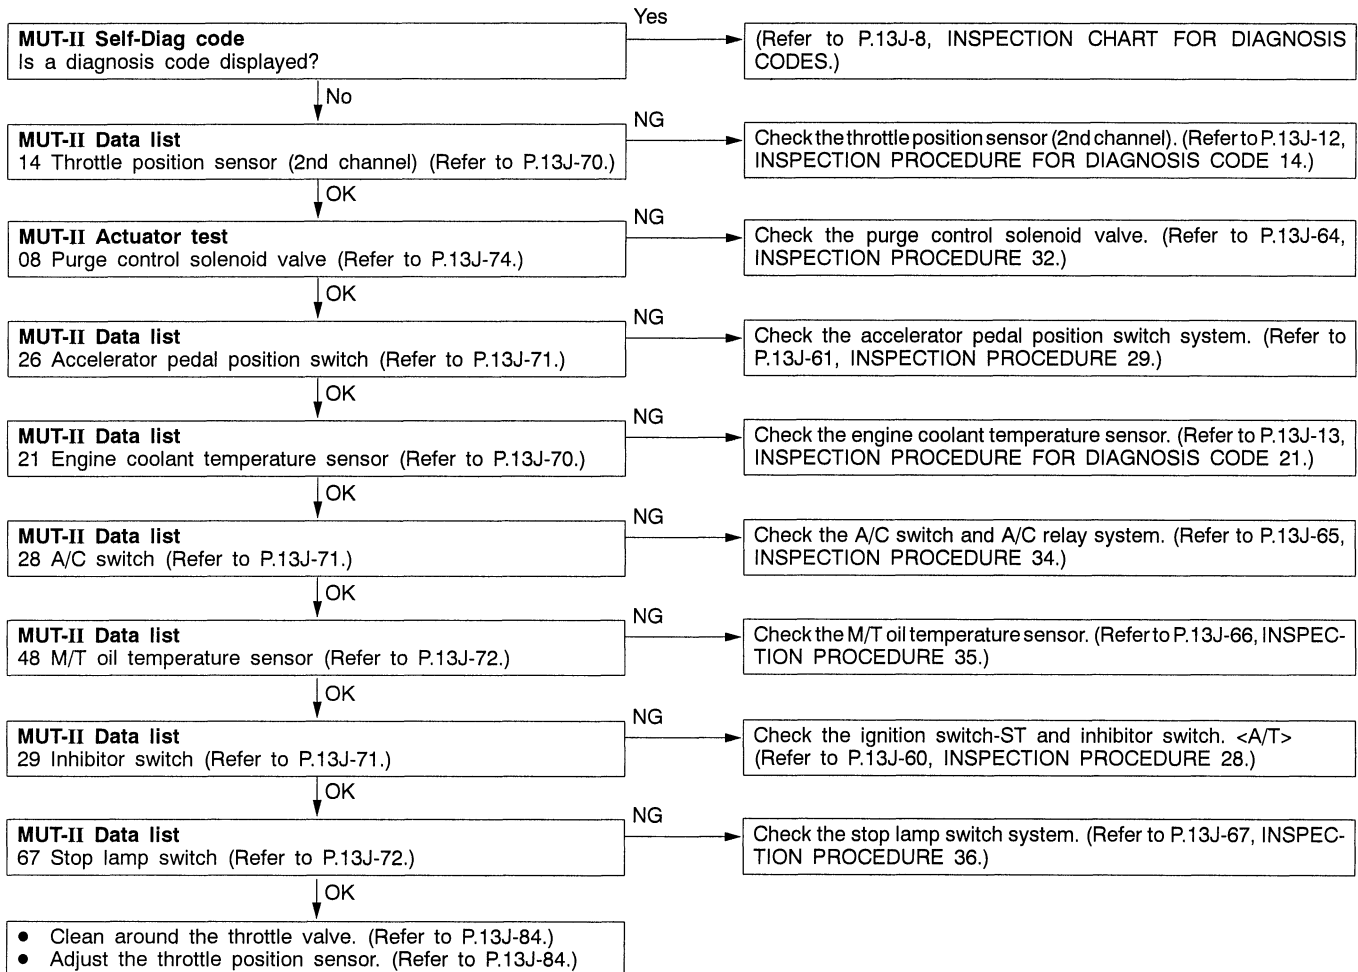 Yes
MUT-II Self-Diag code
Is a diagnosis code displayed?
(Refer to P.13J-8, INSPECTION CHART FOR DIAGNOSIS
CODES.)
No
NG
MUT-II Data list
14 Throttle position sensor (2nd channel) (Refer to P.13J-70.)
Check the throttle position sensor (2nd channel). (Refer to P.13J-12,
INSPECTION PROCEDURE FOR DIAGNOSIS CODE 14.)
OK
NG
MUT-II Actuator test
08 Purge control solenoid valve (Refer to P.13J-74.)
Check the purge control solenoid valve. (Refer to P.13J-64,
INSPECTION PROCEDURE 32.)
OK
NG
MUT-II Data list
26 Accelerator pedal position switch (Refer to P.13J-71.)
Check the accelerator pedal position switch system. (Refer to
P.13J-61, INSPECTION PROCEDURE 29.)
OK
NG
MUT-II Data list
21 Engine coolant temperature sensor (Refer to P.13J-70.)
Check the engine coolant temperature sensor. (Refer to P.13J-13,
INSPECTION PROCEDURE FOR DIAGNOSIS CODE 21.)
OK
NG
MUT-II Data list
28 A/C switch (Refer to P.13J-71.)
Check the A/C switch and A/C relay system. (Refer to P.13J-65,
INSPECTION PROCEDURE 34.)
OK
NG
MUT-II Data list
48 M/T oil temperature sensor (Refer to P.13J-72.)
Check the M/T oil temperature sensor. (Refer to P.13J-66, INSPEC-
TION PROCEDURE 35.)
OK
NG
MUT-II Data list
29 Inhibitor switch (Refer to P.13J-71.)
Check the ignition switch-ST and inhibitor switch. <A/T>
(Refer to P.13J-60, INSPECTION PROCEDURE 28.)
OK
NG
MUT-II Data list
67 Stop lamp switch (Refer to P.13J-72.)
Check the stop lamp switch system. (Refer to P.13J-67, INSPEC-
TION PROCEDURE 36.)
OK
● Clean around the throttle valve. (Refer to P.13J-84.)
● Adjust the throttle position sensor. (Refer to P.13J-84.)